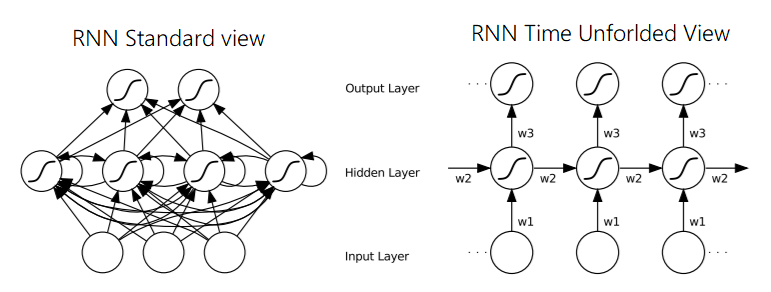 RNN Standard view
RNN Time Unforlded View
Output Layer
. . .
. . .
w3
w3
w3
Hidden Layer
w2
w2
w2
w2
w1
w1
w1
Input Layer
. . .
. . .